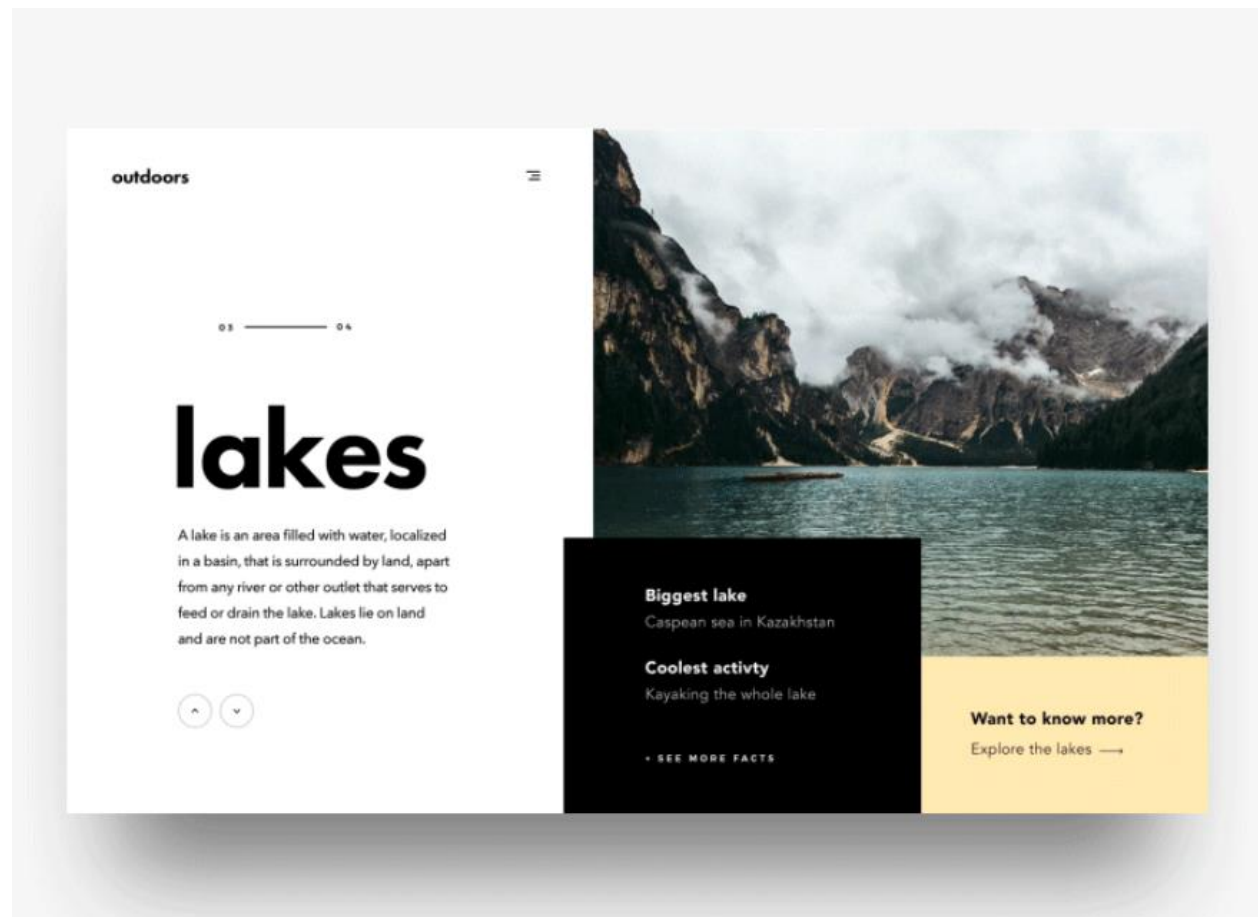 outdoors
03 04
lakes
A lake is an area filled with water, localized
in a basin, that is surrounded by land, apart
from any river or other outlet that serves to
feed or drain the lake. Lakes lie on land
and are not part of the ocean.
Biggest lake
Caspean sea in Kazakhstan
Coolest activty
Kayaking the whole lake
+ SEE MORE FACTS
Want to know more?
Explore the lakes ⟶